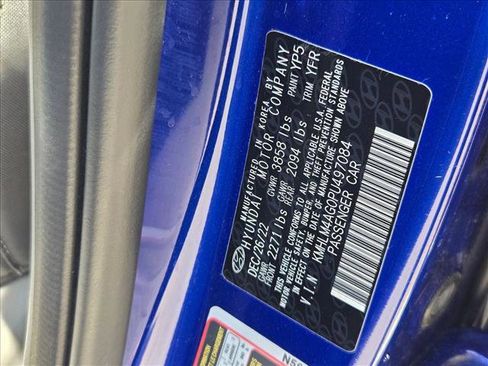 MANUFACTURED IN KOREA BY
HYUNDAI MOTOR COMPANY
DEC/26/22 GVWR 3858 lbs PAINT YP5
GAWR FRONT 2271 lbs GAWR REAR 2094 lbs TRIM YFR
THIS VEHICLE CONFORMS TO ALL APPLICABLE U.S.A. FEDERAL
MOTOR VEHICLE SAFETY, BUMPER, AND THEFT PREVENTION STANDARDS
IN EFFECT ON THE DATE OF MANUFACTURE SHOWN ABOVE
V.I.N KMHLM4AG0PU497084
PASSENGER CAR